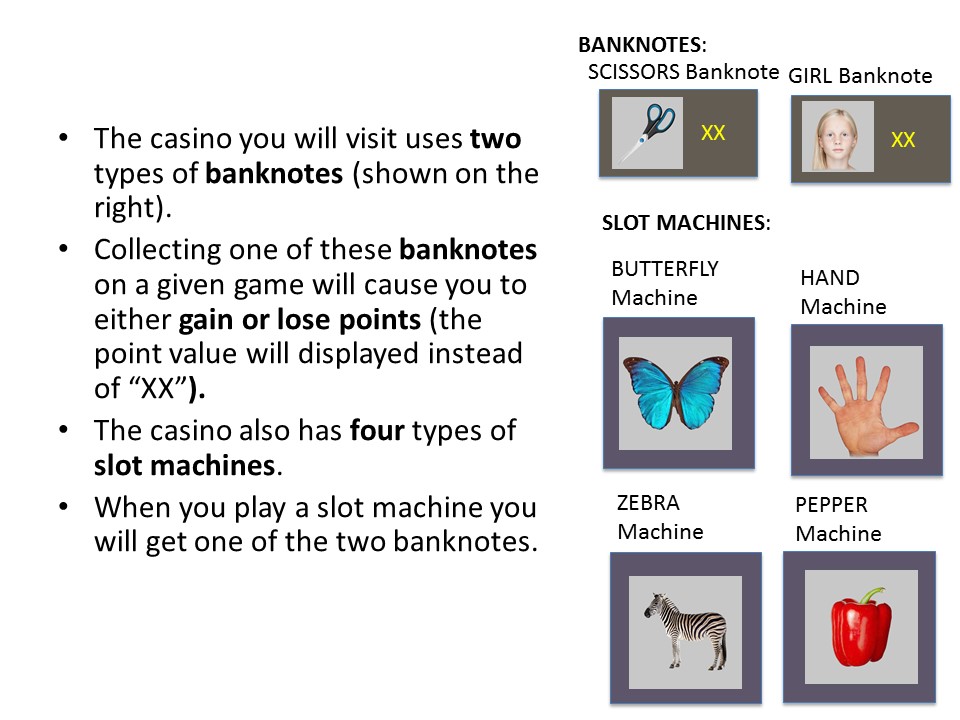 • The casino you will visit uses two
types of banknotes (shown on the
right).
• Collecting one of these banknotes
on a given game will cause you to
either gain or lose points (the
point value will displayed instead
of “XX”).
• The casino also has four types of
slot machines.
• When you play a slot machine you
will get one of the two banknotes.
BANKNOTES:
SCISSORS Banknote
GIRL Banknote
XX
XX
SLOT MACHINES:
BUTTERFLY
Machine
HAND
Machine
ZEBRA
Machine
PEPPER
Machine